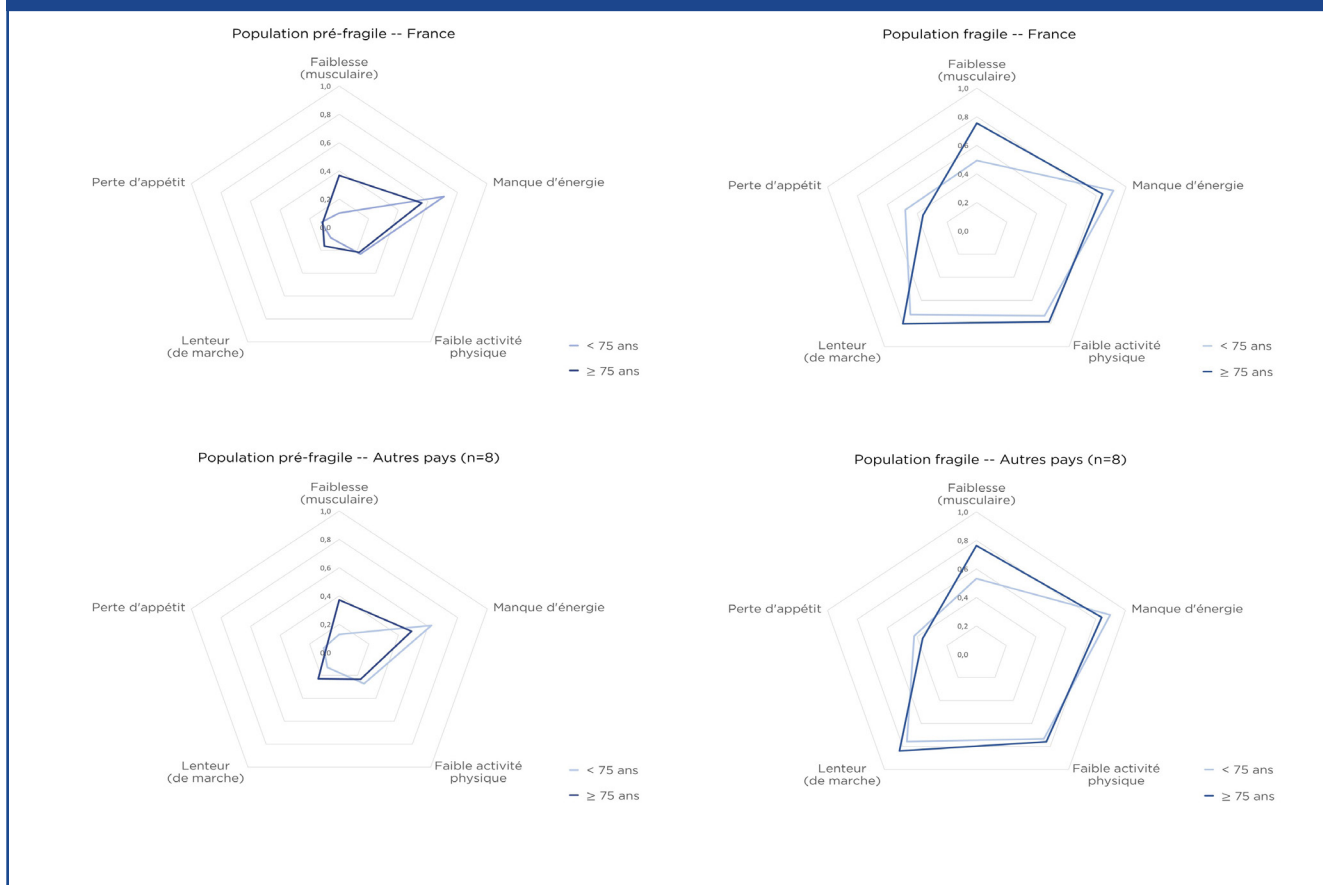 Population pré-fragile -- France
Faiblesse
(musculaire)
1,0
0,8
0,6
0,4
0,2
0,0
Perte d'appétit
Manque d'énergie
Lenteur
(de marche)
Faible activité
physique
< 75 ans
≥ 75 ans
Population fragile -- France
Faiblesse
(musculaire)
1,0
0,8
0,6
0,4
0,2
0,0
Perte d'appétit
Manque d'énergie
Lenteur
(de marche)
Faible activité
physique
< 75 ans
≥ 75 ans
Population pré-fragile -- Autres pays (n=8)
Faiblesse
(musculaire)
1,0
0,8
0,6
0,4
0,2
0,0
Perte d'appétit
Manque d'énergie
Lenteur
(de marche)
Faible activité
physique
< 75 ans
≥ 75 ans
Population fragile -- Autres pays (n=8)
Faiblesse
(musculaire)
1,0
0,8
0,6
0,4
0,2
0,0
Perte d'appétit
Manque d'énergie
Lenteur
(de marche)
Faible activité
physique
< 75 ans
≥ 75 ans